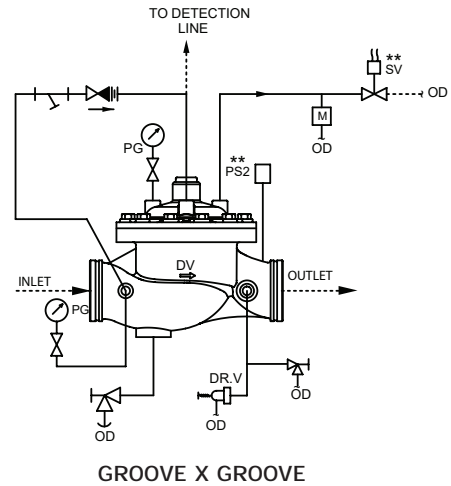 TO DETECTION
LINE
**
SV
OD
M
OD
PG
**
PS2
DV
INLET
OUTLET
PG
DR.V
OD
OD
OD
GROOVE X GROOVE